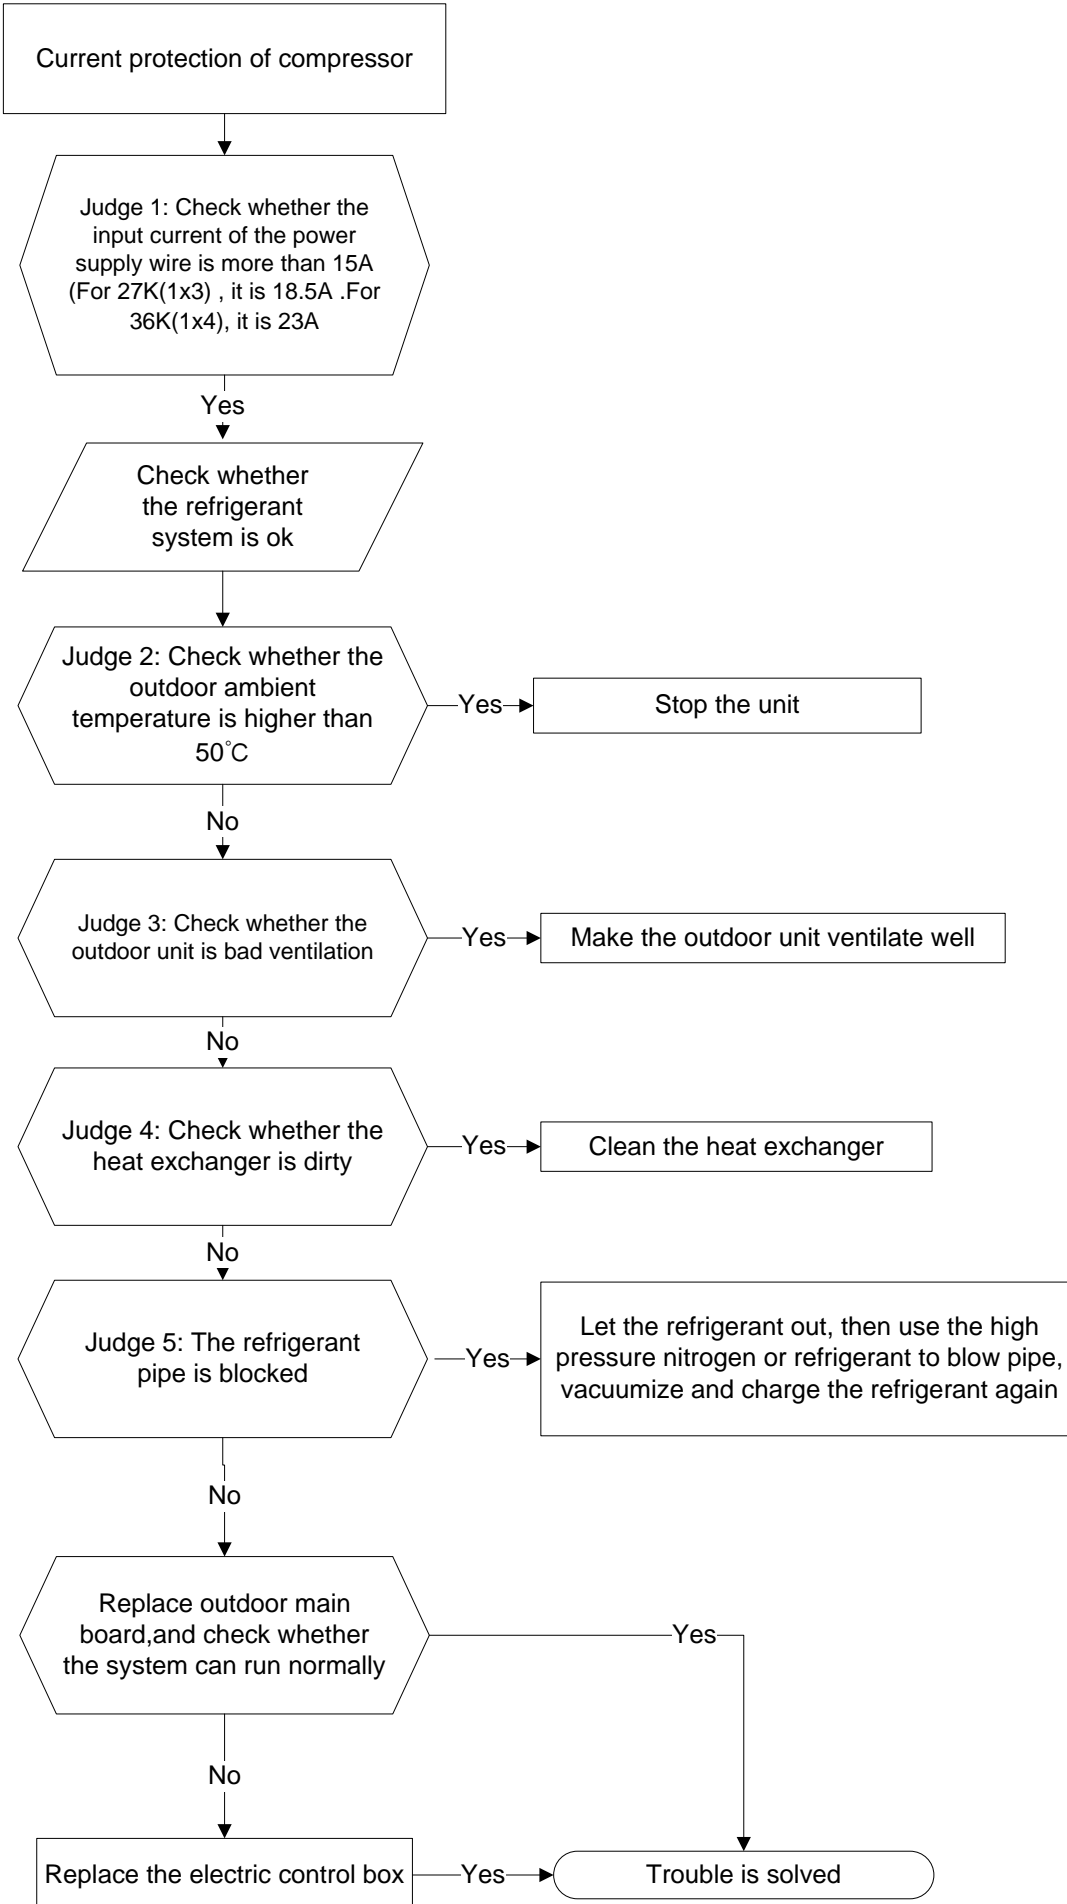 Current protection of compressor
Judge 1: Check whether the
input current of the power
supply wire is more than 15A
(For 27K(1x3) , it is 18.5A .For
36K(1x4), it is 23A
Yes
Check whether
the refrigerant
system is ok
Judge 2: Check whether the
outdoor ambient
temperature is higher than
50℃
Yes
Stop the unit
No
Judge 3: Check whether the
outdoor unit is bad ventilation
Yes
Make the outdoor unit ventilate well
No
Judge 4: Check whether the
heat exchanger is dirty
Yes
Clean the heat exchanger
No
Judge 5: The refrigerant
pipe is blocked
Yes
Let the refrigerant out, then use the high
pressure nitrogen or refrigerant to blow pipe,
vacuumize and charge the refrigerant again
No
Replace outdoor main
board,and check whether
the system can run normally
Yes
No
Replace the electric control box
Yes
Trouble is solved